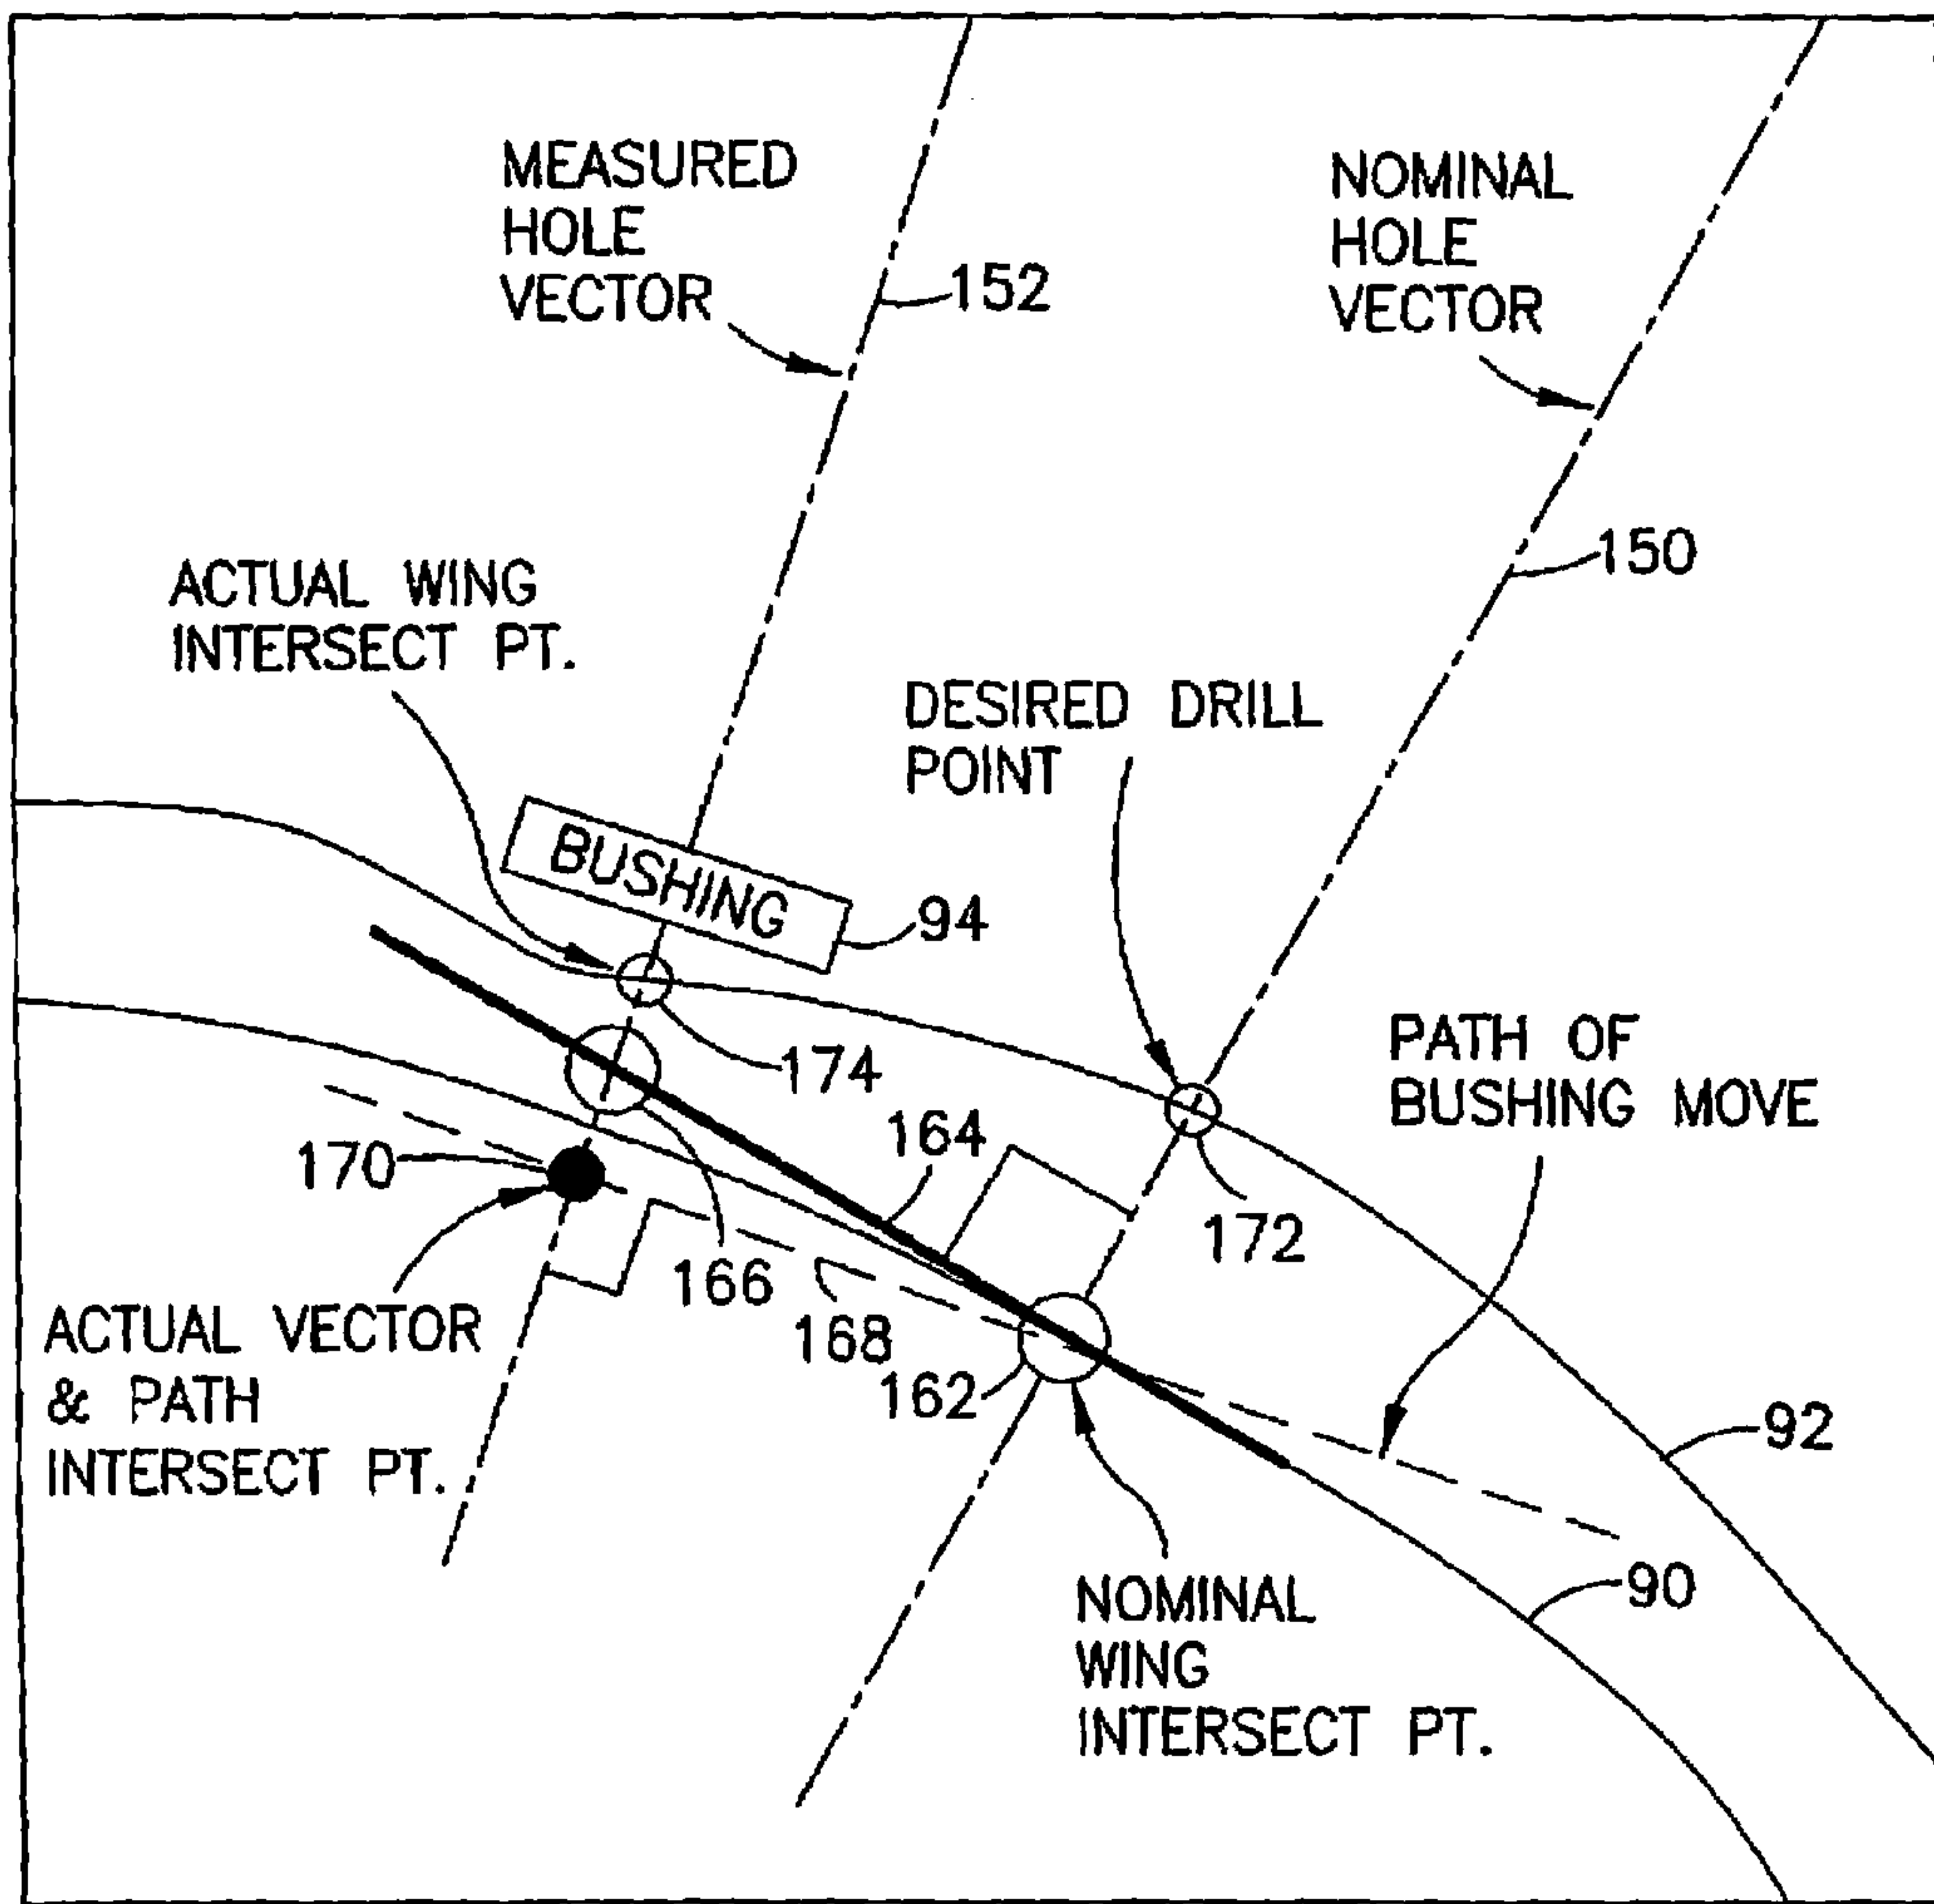 MEASURED
HOLE
VECTOR
152
NOMINAL
HOLE
VECTOR
150
ACTUAL WING
INTERSECT PT.
DESIRED DRILL
POINT
BUSHING
94
174
PATH OF
BUSHING MOVE
164
170
172
166
168
162
ACTUAL VECTOR
& PATH
INTERSECT PT.
92
90
NOMINAL
WING
INTERSECT PT.